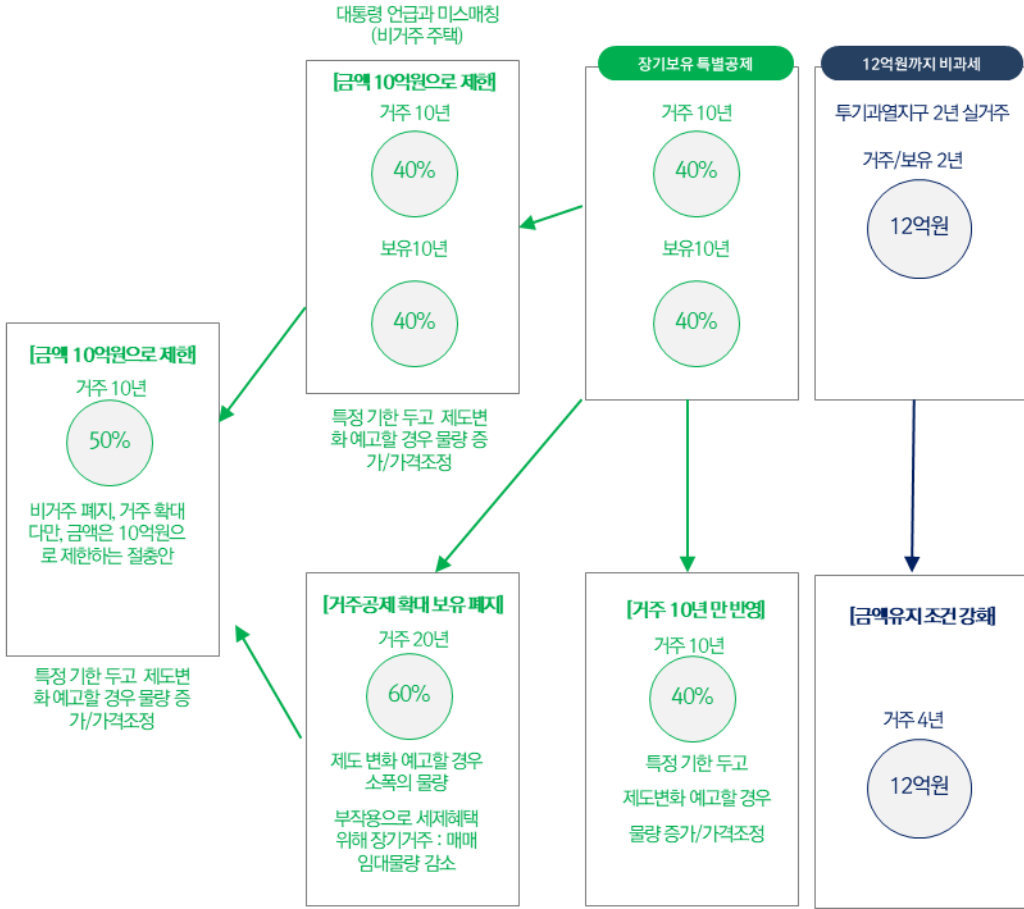 대통령 언급과 미스매칭
(비거주 주택)
[금액 10억원으로 제한]
거주 10년
40%
보유10년
40%
특정 기한 두고 제도변
화 예고할 경우 물량 증
가/가격조정
장기보유 특별공제
거주 10년
40%
보유10년
40%
12억원까지 비과세
투기과열지구 2년 실거주
거주/보유 2년
12억원
[금액 10억원으로 제한]
거주 10년
50%
비거주 폐지, 거주 확대
다만, 금액은 10억원으
로 제한하는 절충안
특정 기한 두고 제도변
화 예고할 경우 물량 증
가/가격조정
[거주공제 확대 보유 폐지]
거주 20년
60%
제도 변화 예고할 경우
소폭의 물량
부작용으로 세제혜택
위해 장기거주 : 매매
임대물량 감소
[거주 10년 만 반영]
거주 10년
40%
특정 기한 두고
제도변화 예고할 경우
물량 증가/가격조정
[금액유지 조건 강화]
거주 4년
12억원